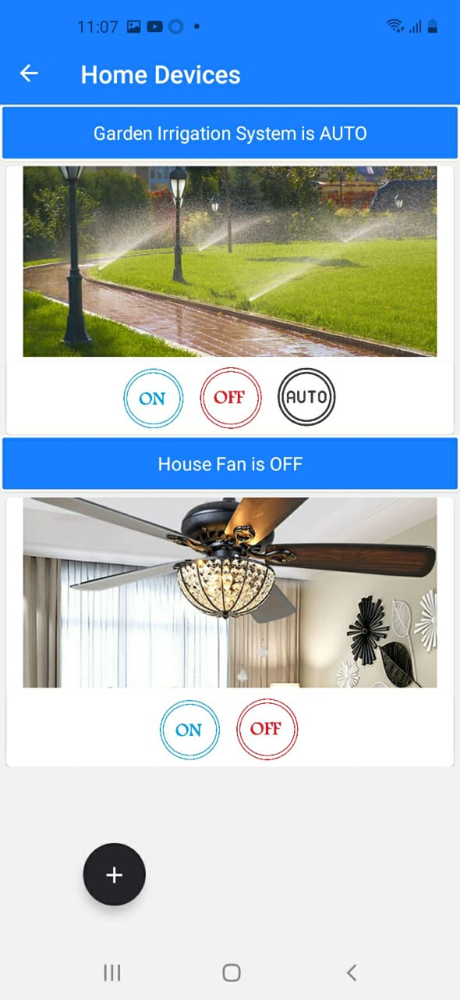 11:07
Home Devices
Garden Irrigation System is AUTO
ON OFF AUTO
House Fan is OFF
ON OFF
+